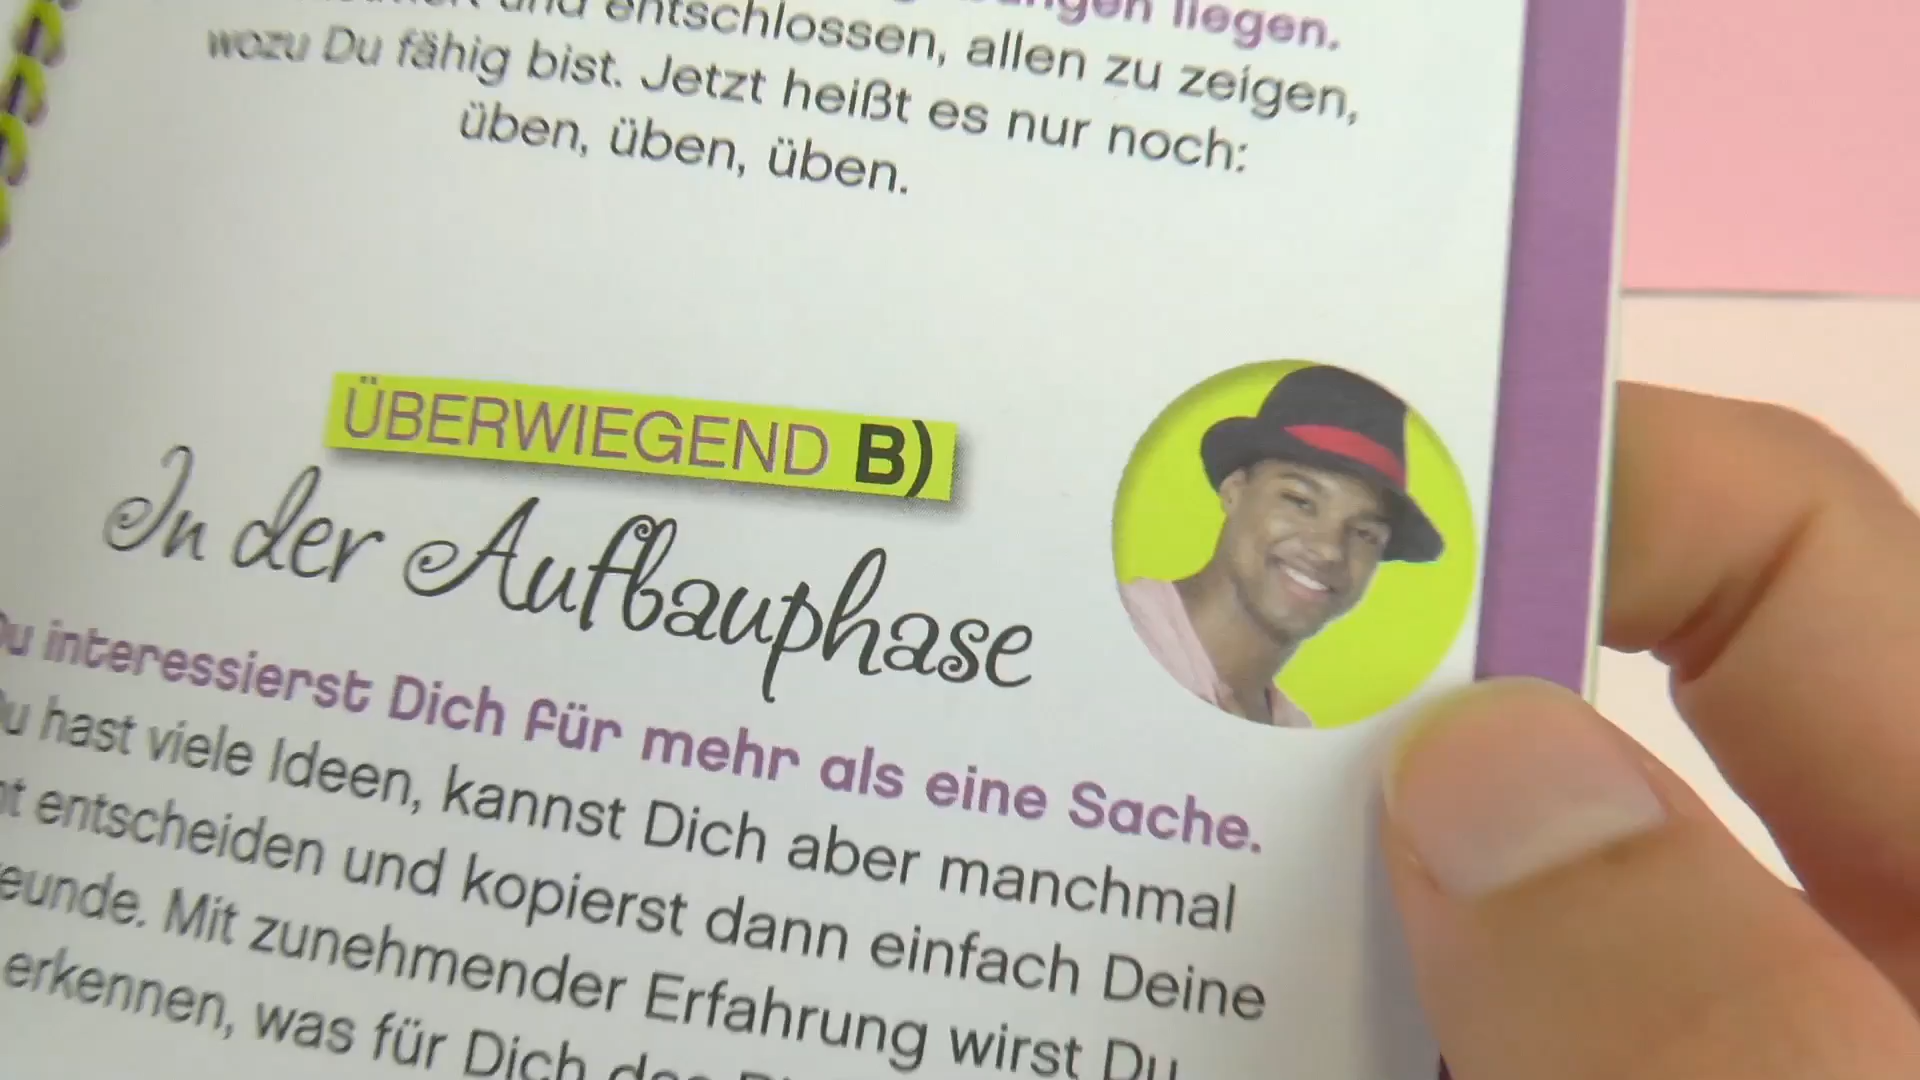 und entschlossen, allen zu zeigen,
wozu Du fähig bist. Jetzt heißt es nur noch:
üben, üben, üben.
ÜBERWIEGEND B)
In der Aufbauphase
Du interessierst Dich für mehr als eine Sache.
Du hast viele Ideen, kannst Dich aber manchmal
entscheiden und kopierst dann einfach Deine
Mit zunehmender Erfahrung wirst Du
erkennen, was für Dich